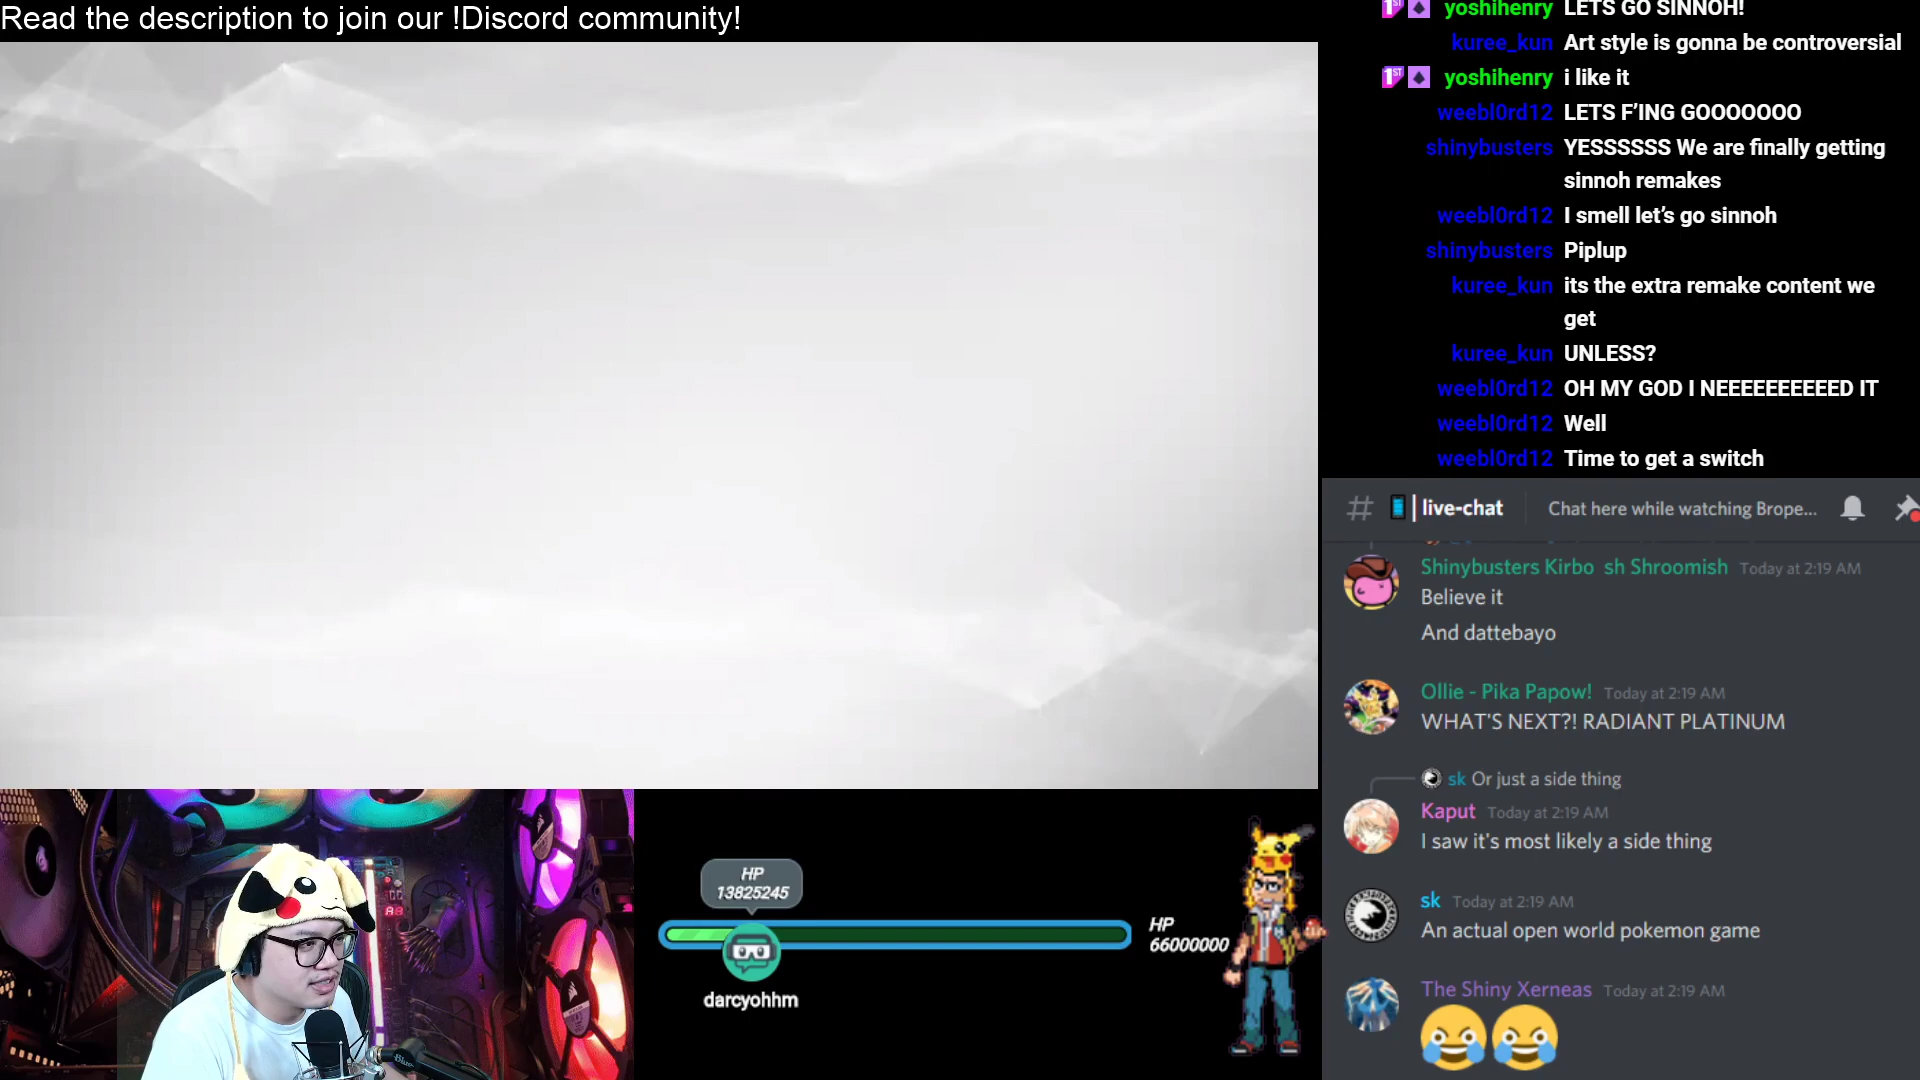 Read the description to join our !Discord community!
yoshihenry LETS GO SINNOH!
kuree_kun Art style is gonna be controversial
yoshihenry i like it
weebl0rd12 LETS F'ING GOOOOOOO
shinybusters YESSSSSS We are finally getting
sinnoh remakes
weebl0rd12 I smell let's go sinnoh
shinybusters Piplup
kuree_kun its the extra remake content we
get
kuree_kun UNLESS?
weebl0rd12 OH MY GOD I NEEEEEEEEEED IT
weebl0rd12 Well
weebl0rd12 Time to get a switch
# | live-chat Chat here while watching Brope...
Shinybusters Kirbo sh Shroomish Today at 2:19 AM
Believe it
And dattebayo
Ollie - Pika Papow! Today at 2:19 AM
WHAT'S NEXT?! RADIANT PLATINUM
sk Or just a side thing
Kaput Today at 2:19 AM
I saw it's most likely a side thing
sk Today at 2:19 AM
An actual open world pokemon game
The Shiny Xerneas Today at 2:19 AM
HP
13825245
HP
66000000
darcyohhm